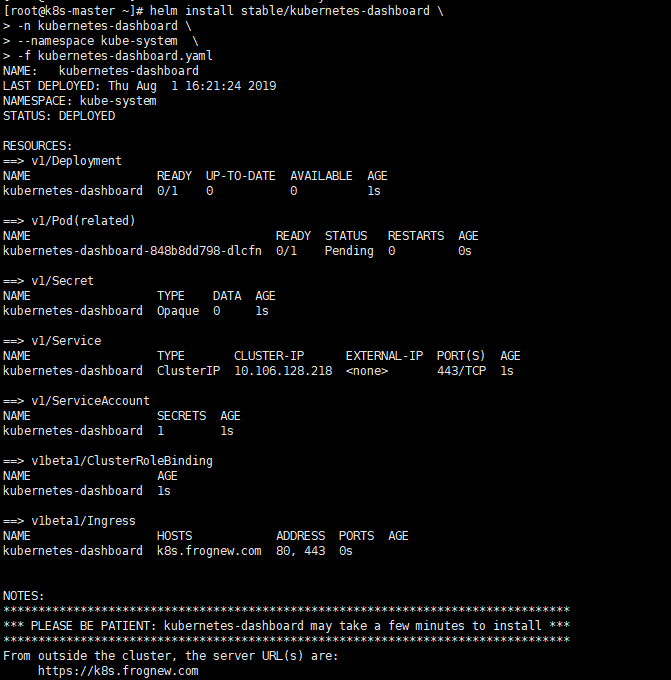 [root@k8s-master ~]# helm install stable/kubernetes-dashboard \
> -n kubernetes-dashboard \
> --namespace kube-system  \
> -f kubernetes-dashboard.yaml
NAME:   kubernetes-dashboard
LAST DEPLOYED: Thu Aug  1 16:21:24 2019
NAMESPACE: kube-system
STATUS: DEPLOYED

RESOURCES:
==> v1/Deployment
NAME                  READY  UP-TO-DATE  AVAILABLE  AGE
kubernetes-dashboard  0/1    0           0          1s

==> v1/Pod(related)
NAME                                   READY  STATUS   RESTARTS  AGE
kubernetes-dashboard-848b8dd798-dlcfn  0/1    Pending  0         0s

==> v1/Secret
NAME                  TYPE    DATA  AGE
kubernetes-dashboard  Opaque  0     1s

==> v1/Service
NAME                  TYPE       CLUSTER-IP      EXTERNAL-IP  PORT(S)  AGE
kubernetes-dashboard  ClusterIP  10.106.128.218  <none>       443/TCP  1s

==> v1/ServiceAccount
NAME                  SECRETS  AGE
kubernetes-dashboard  1        1s

==> v1beta1/ClusterRoleBinding
NAME                  AGE
kubernetes-dashboard  1s

==> v1beta1/Ingress
NAME                  HOSTS            ADDRESS  PORTS  AGE
kubernetes-dashboard  k8s.frognew.com  80, 443  0s


NOTES:
*********************************************************************************
*** PLEASE BE PATIENT: kubernetes-dashboard may take a few minutes to install ***
*********************************************************************************
From outside the cluster, the server URL(s) are:
     https://k8s.frognew.com